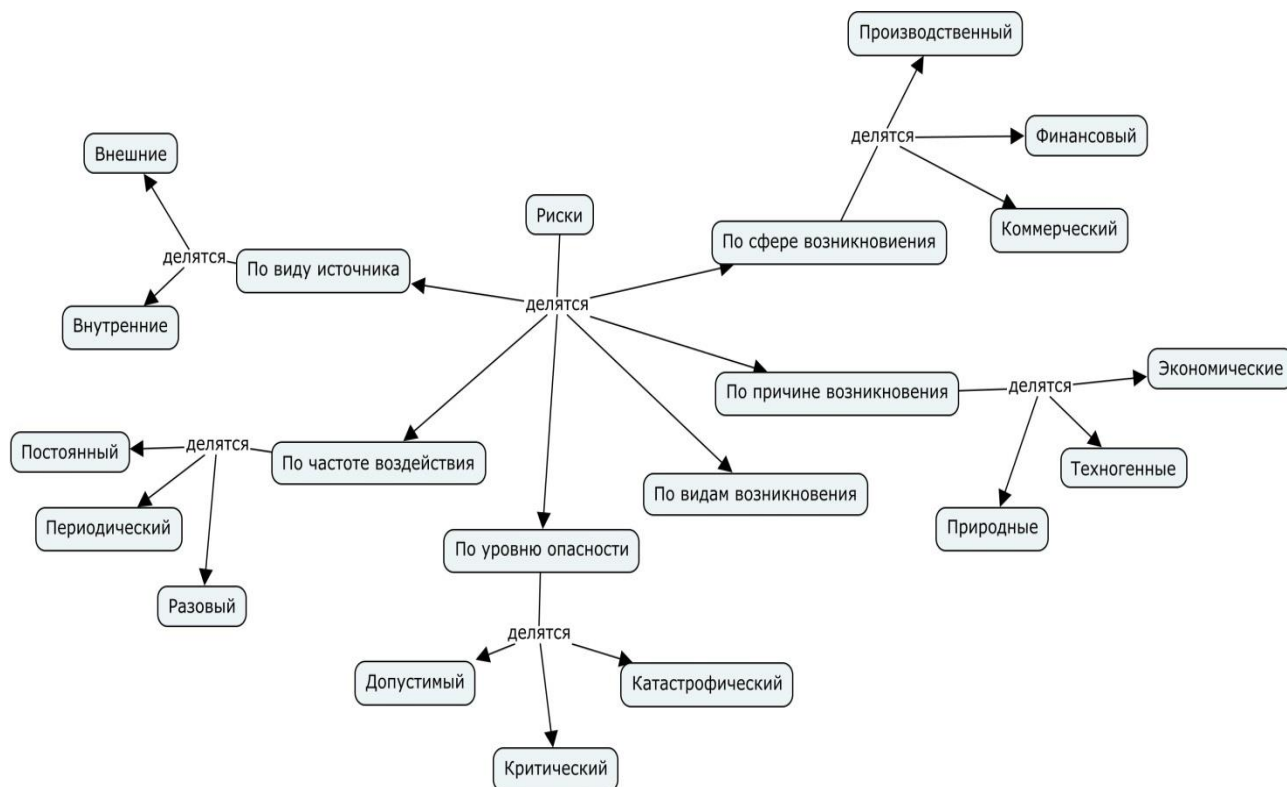 Производственный
делятся
Финансовый
Внешние
Риски
Коммерческий
По сфере возникновиения
делятся
По виду источника
делятся
Внутренние
Экономические
По причине возникновения
делятся
Постоянный
делятся
По частоте воздействия
Техногенные
По видам возникновения
Периодический
Природные
По уровню опасности
Разовый
делятся
Допустимый
Катастрофический
Критический